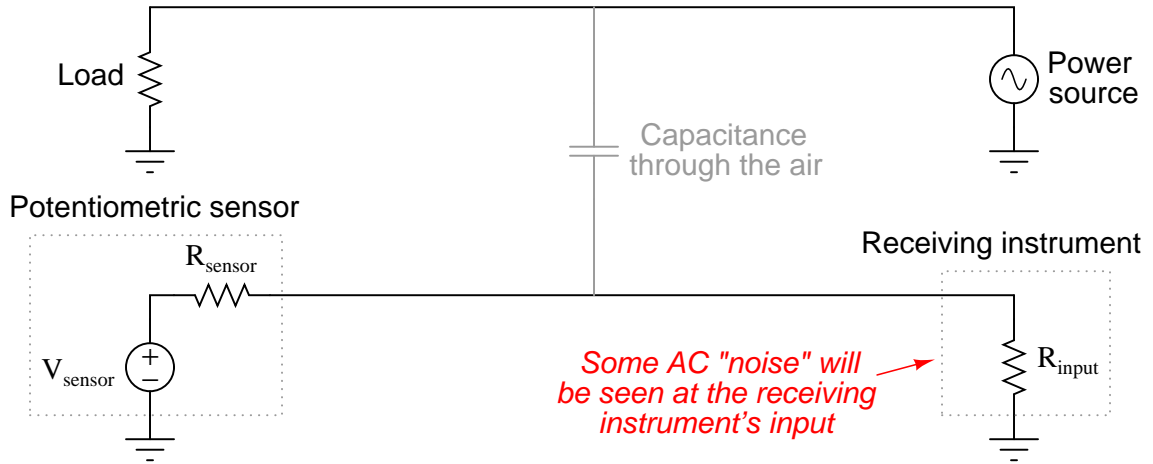 Load
Power
source
Capacitance
through the air
Potentiometric sensor
Receiving instrument
Rsensor
Vsensor
+
−
Some AC "noise" will
be seen at the receiving
instrument's input
Rinput